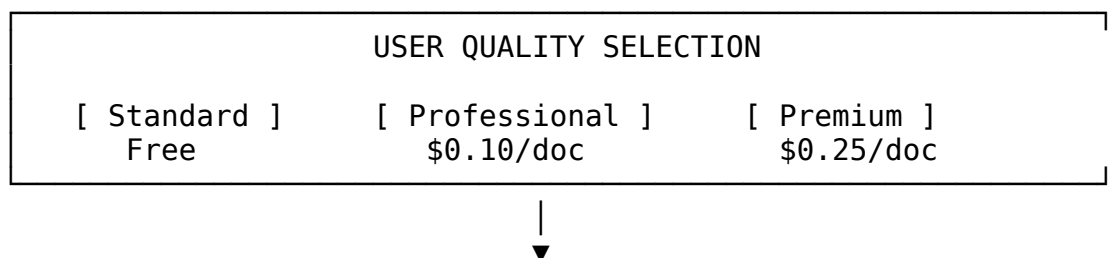 USER QUALITY SELECTION
[ Standard ] [ Professional ] [ Premium ]
Free $0.10/doc $0.25/doc